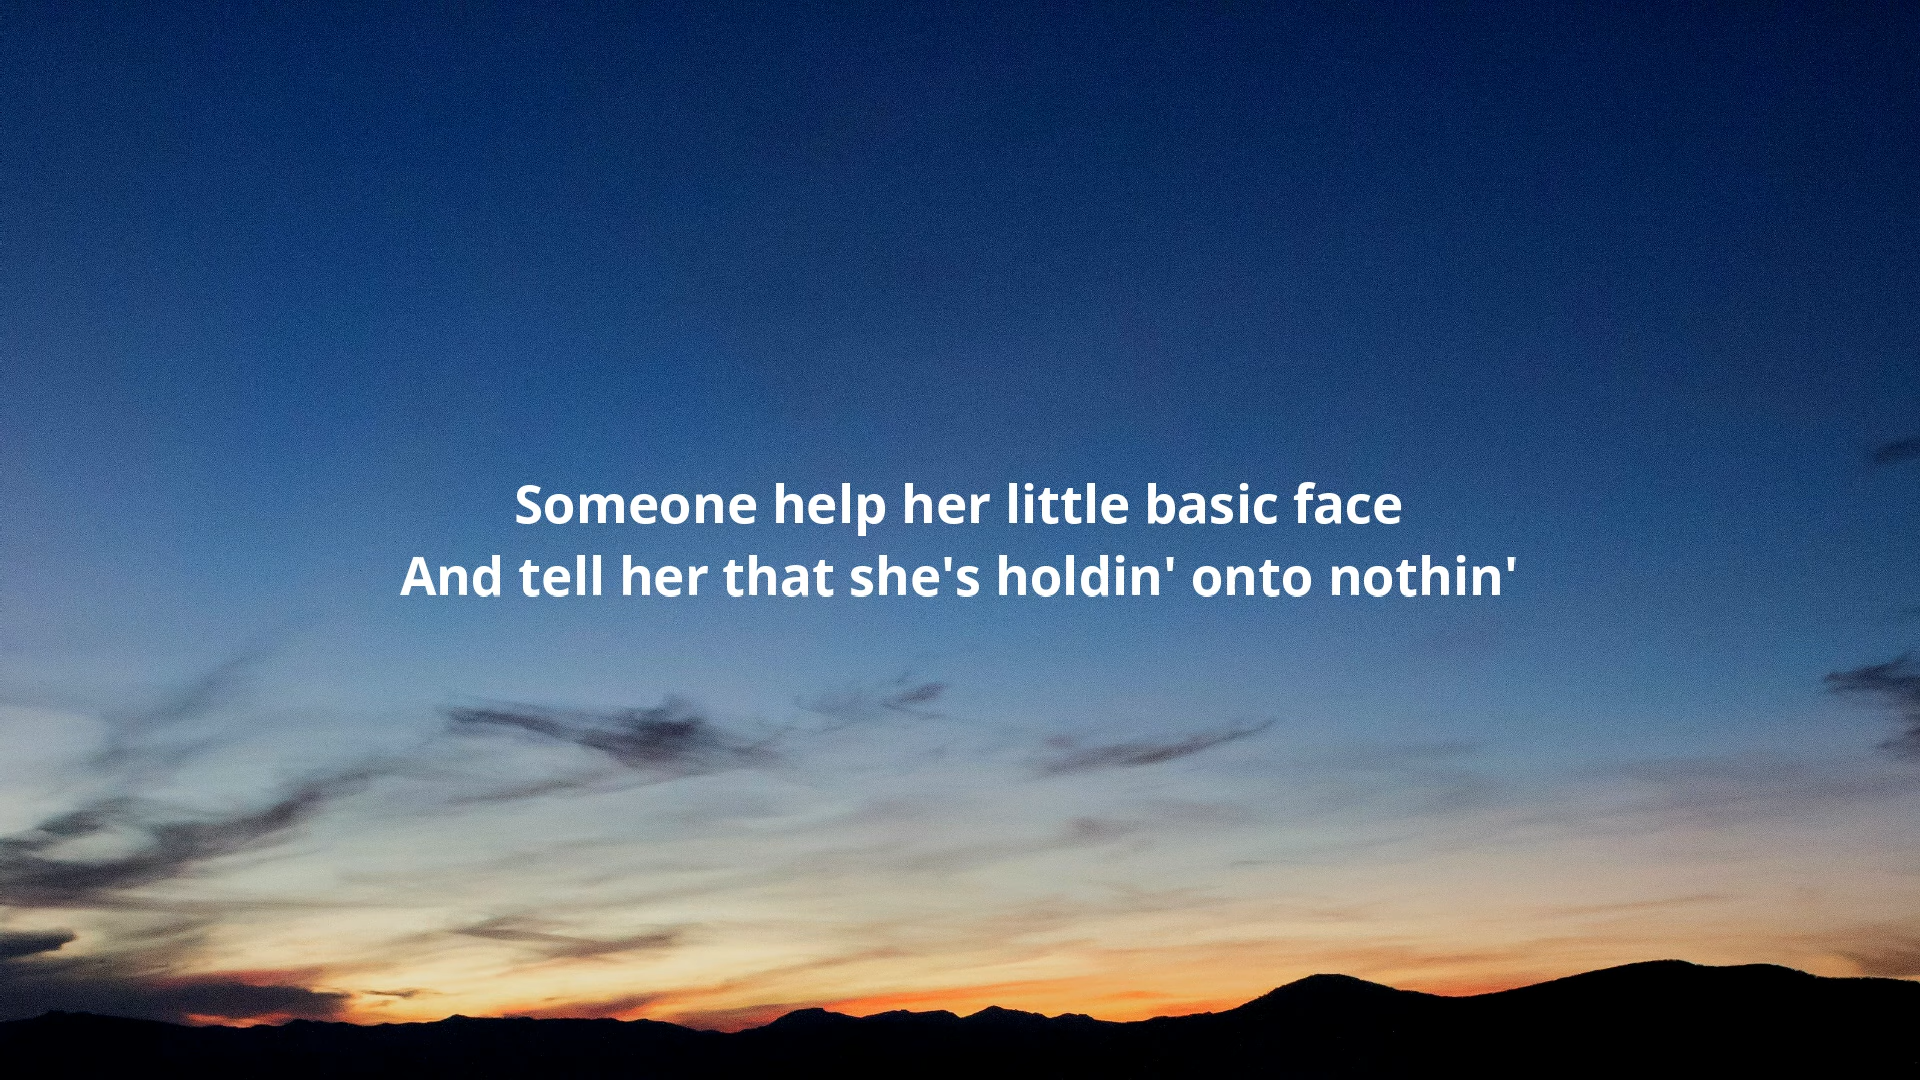 Someone help her little basic face
And tell her that she's holdin' onto nothin'